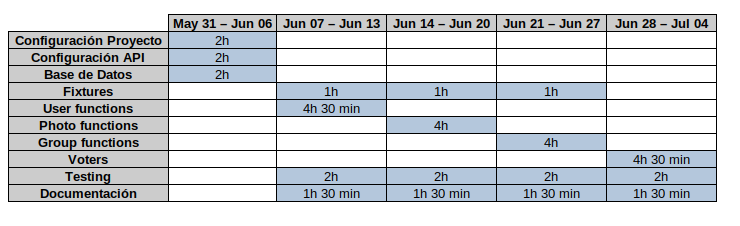 May 31 – Jun 06 Jun 07 – Jun 13 Jun 14 – Jun 20 Jun 21 – Jun 27 Jun 28 – Jul 04
Configuración Proyecto 2h
Configuración API 2h
Base de Datos 2h
Fixtures 1h 1h 1h
User functions 4h 30 min
Photo functions 4h
Group functions 4h
Voters 4h 30 min
Testing 2h 2h 2h 2h
Documentación 1h 30 min 1h 30 min 1h 30 min 1h 30 min